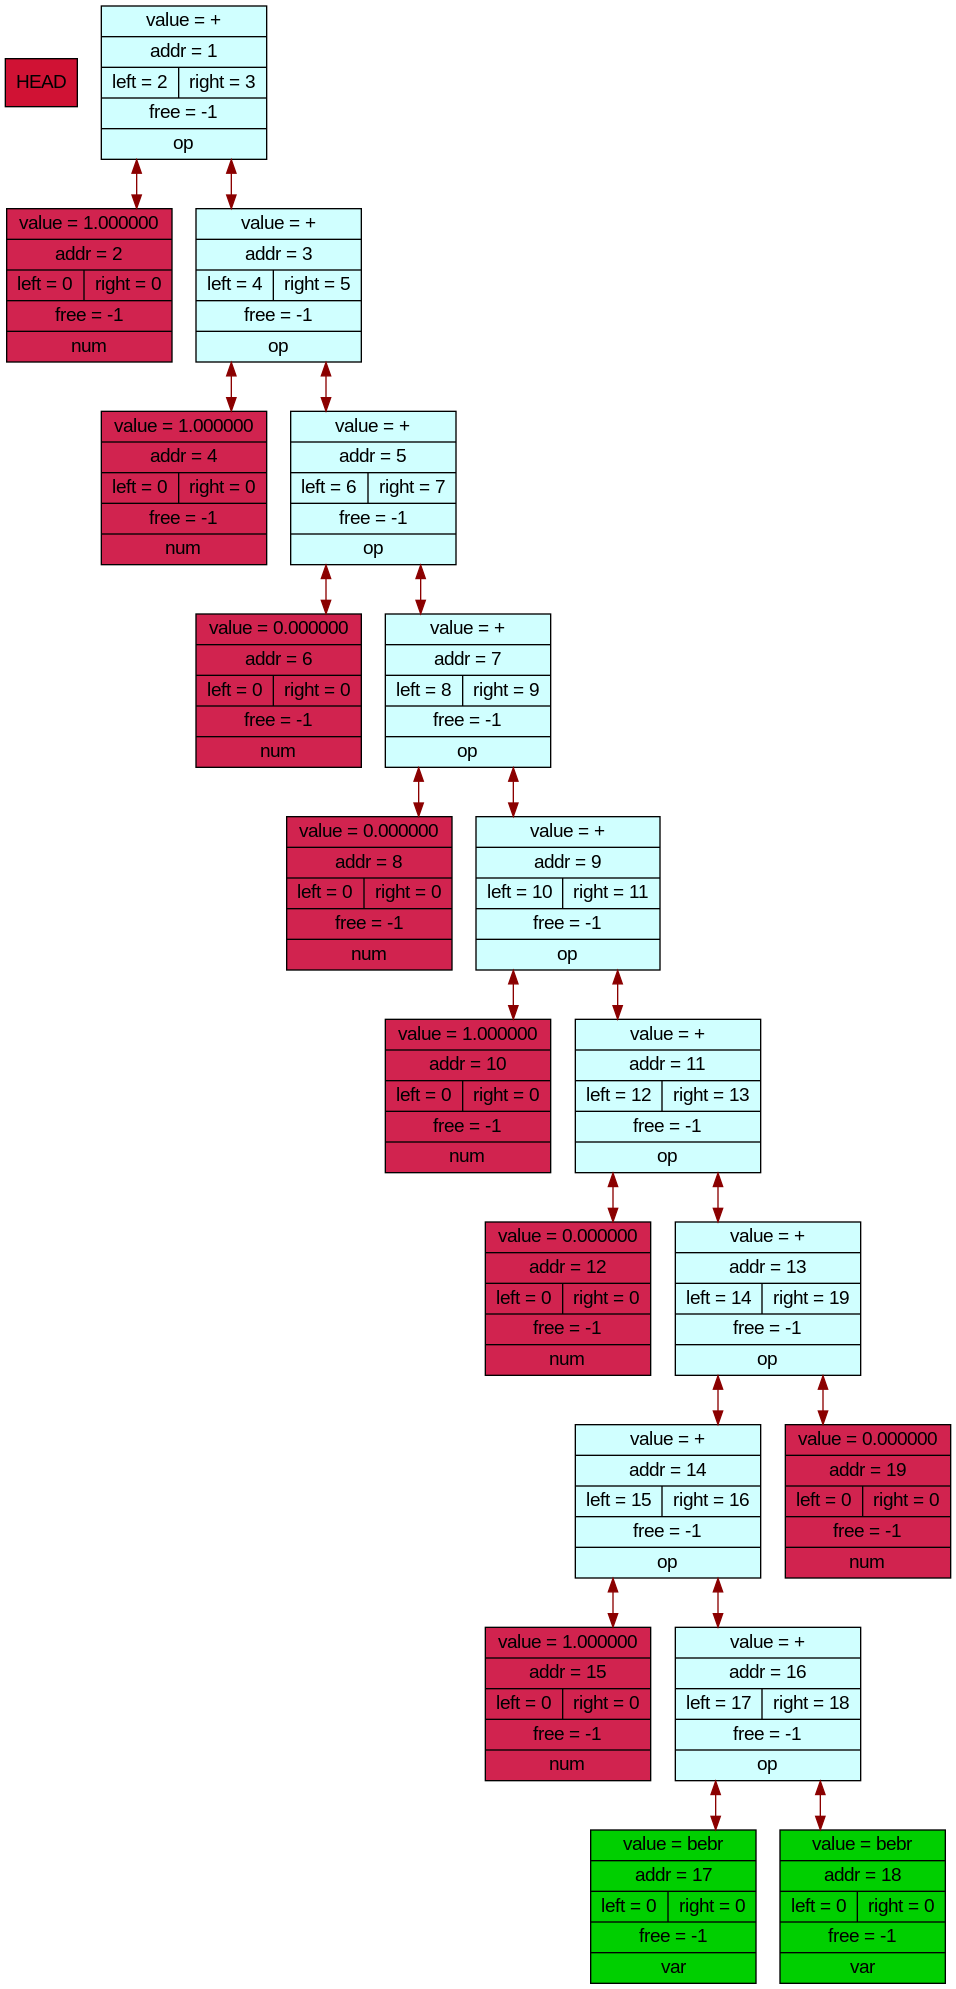 HEAD
value = +
addr = 1
left = 2 right = 3
free = -1
op
value = 1.000000
addr = 2
left = 0 right = 0
free = -1
num
value = +
addr = 3
left = 4 right = 5
free = -1
op
value = 1.000000
addr = 4
left = 0 right = 0
free = -1
num
value = +
addr = 5
left = 6 right = 7
free = -1
op
value = 0.000000
addr = 6
left = 0 right = 0
free = -1
num
value = +
addr = 7
left = 8 right = 9
free = -1
op
value = 0.000000
addr = 8
left = 0 right = 0
free = -1
num
value = +
addr = 9
left = 10 right = 11
free = -1
op
value = 1.000000
addr = 10
left = 0 right = 0
free = -1
num
value = +
addr = 11
left = 12 right = 13
free = -1
op
value = 0.000000
addr = 12
left = 0 right = 0
free = -1
num
value = +
addr = 13
left = 14 right = 19
free = -1
op
value = +
addr = 14
left = 15 right = 16
free = -1
op
value = 0.000000
addr = 19
left = 0 right = 0
free = -1
num
value = 1.000000
addr = 15
left = 0 right = 0
free = -1
num
value = +
addr = 16
left = 17 right = 18
free = -1
op
value = bebr
addr = 17
left = 0 right = 0
free = -1
var
value = bebr
addr = 18
left = 0 right = 0
free = -1
var